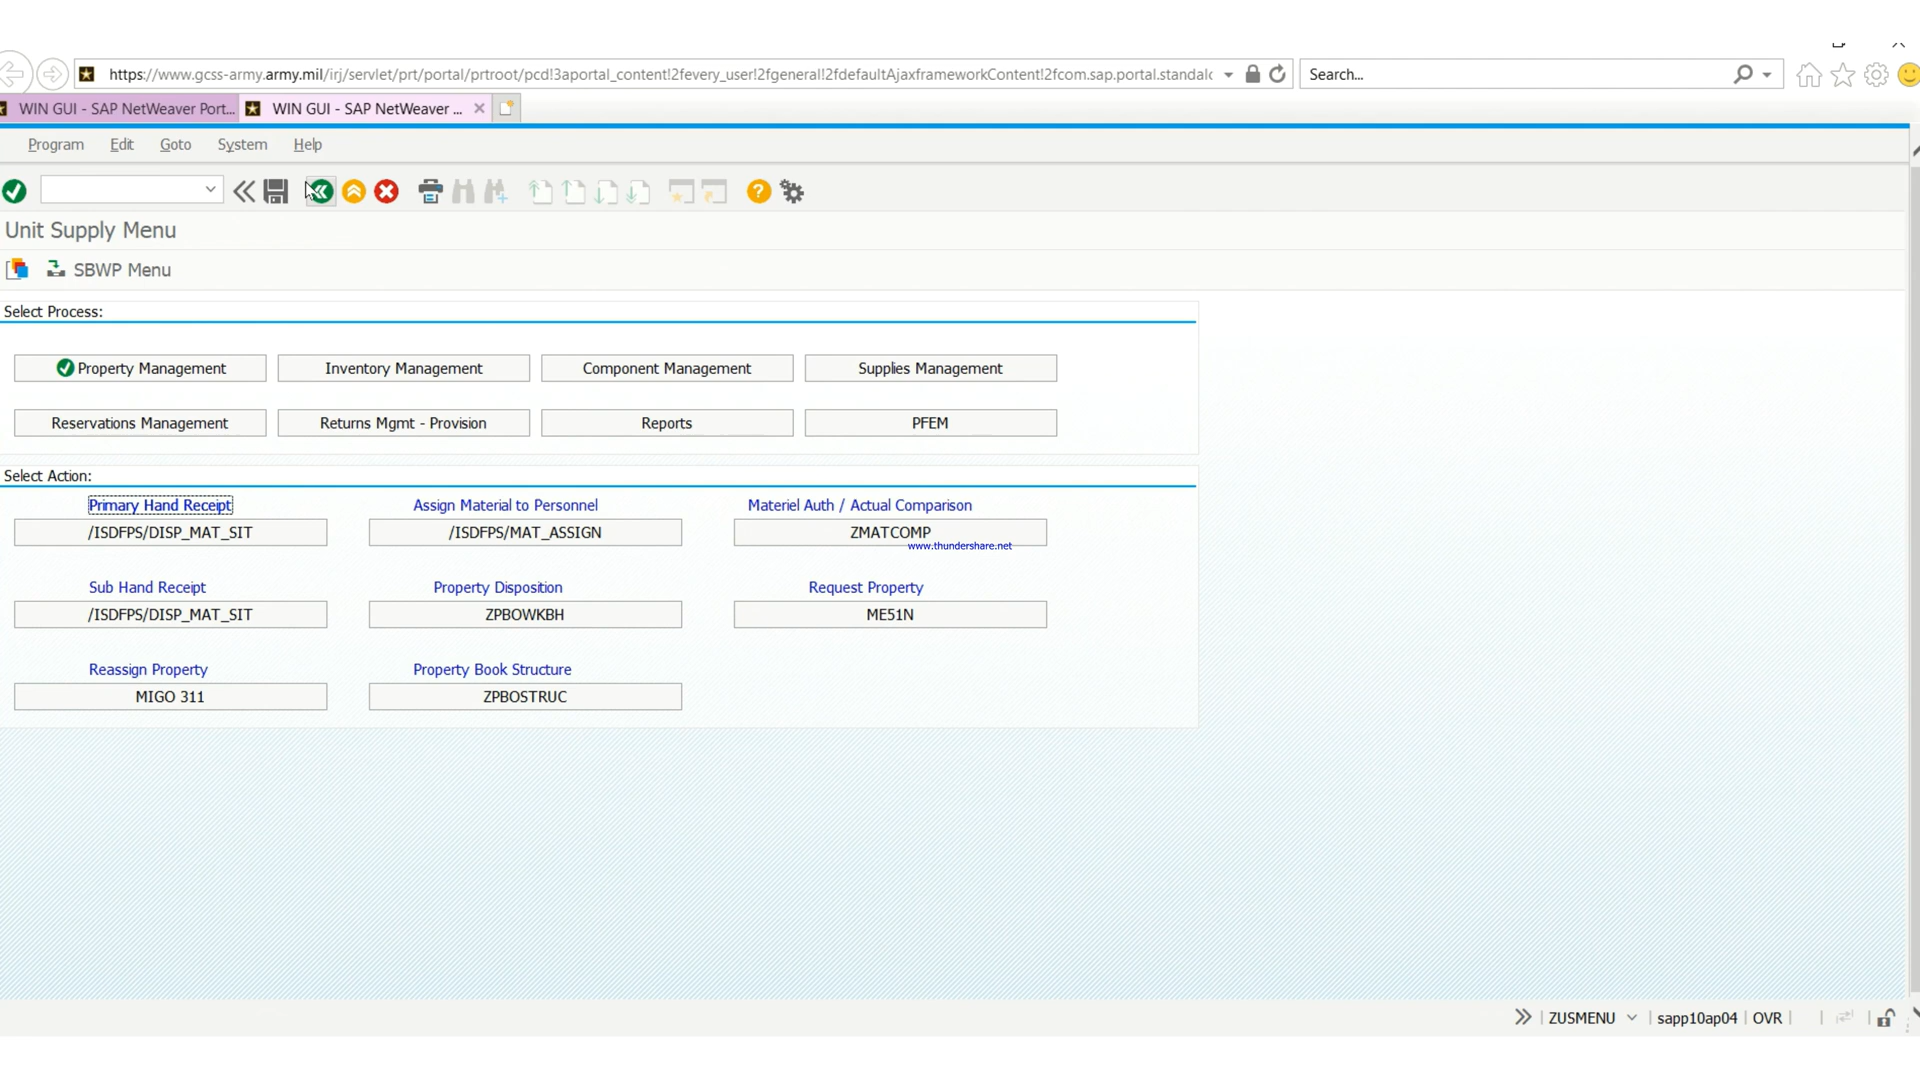 https://www.gcss-army.army.mil/irj/servlet/prt/portal/prtroot/pcd!3aportal_content!2fevery_user!2fgeneral!2fdefaultAjaxframeworkContent!2fcom.sap.portal.standalc
Search...
WIN GUI - SAP NetWeaver Port...
WIN GUI - SAP NetWeaver ...
Program Edit Goto System Help
Unit Supply Menu
SBWP Menu
Select Process:
Property Management Inventory Management Component Management Supplies Management
Reservations Management Returns Mgmt - Provision Reports PFEM
Select Action:
Primary Hand Receipt Assign Material to Personnel Materiel Auth / Actual Comparison
/ISDFPS/DISP_MAT_SIT /ISDFPS/MAT_ASSIGN ZMATCOMP
www.thundershare.net
Sub Hand Receipt Property Disposition Request Property
/ISDFPS/DISP_MAT_SIT ZPBOWKBH ME51N
Reassign Property Property Book Structure
MIGO 311 ZPBOSTRUC
ZUSMENU sapp10ap04 OVR